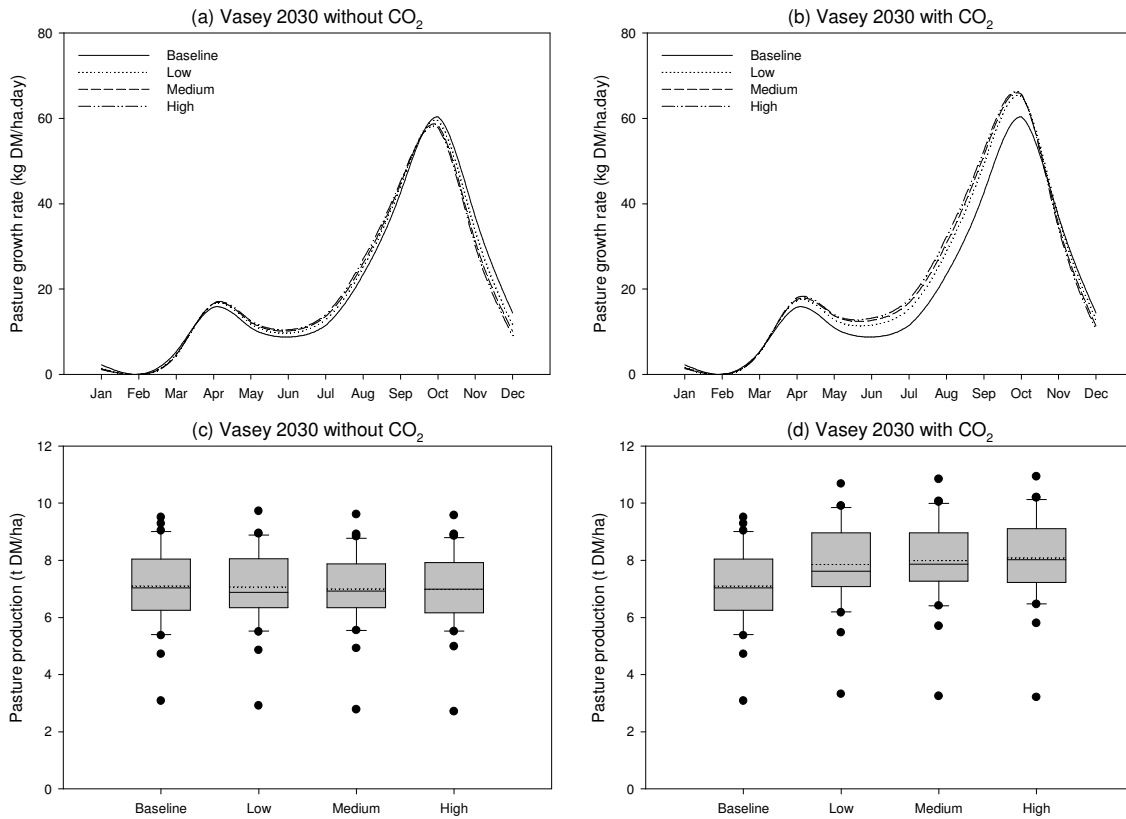 (a) Vasey 2030 without CO₂
Pasture growth rate (kg DM/ha.day)
80
60
40
20
0
Baseline
Low
Medium
High
Jan Feb Mar Apr May Jun Jul Aug Sep Oct Nov Dec
(b) Vasey 2030 with CO₂
Pasture growth rate (kg DM/ha.day)
80
60
40
20
0
Baseline
Low
Medium
High
Jan Feb Mar Apr May Jun Jul Aug Sep Oct Nov Dec
(c) Vasey 2030 without CO₂
Pasture production (t DM/ha)
12
10
8
6
4
2
0
Baseline Low Medium High
(d) Vasey 2030 with CO₂
Pasture production (t DM/ha)
12
10
8
6
4
2
0
Baseline Low Medium High